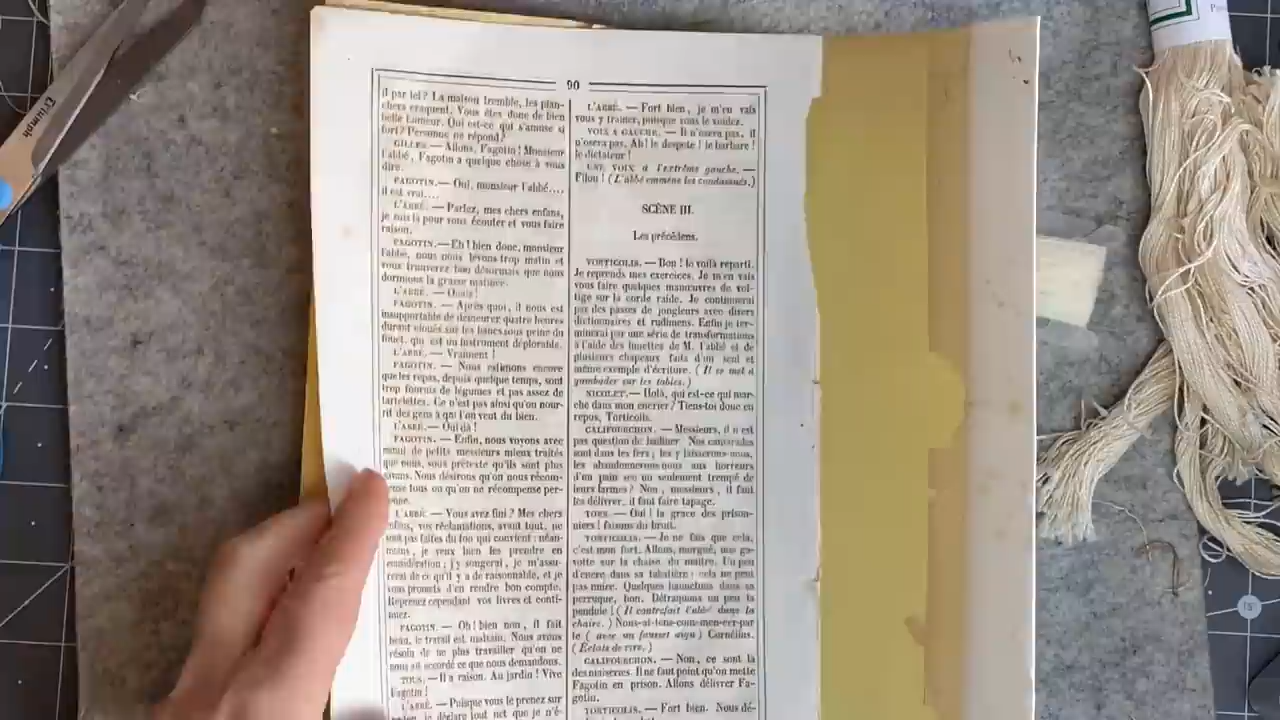 90
il par ici? La maison tremble, les plan-
chers craquent. Vous êtes donc de bien
belle humeur. Qui est-ce qui s'amuse si
fort? Personne ne répond?
GILLES. — Allons, Fagotin! Monsieur
l'abbé, Fagotin a quelque chose à vous
dire.
FAGOTIN. — Oui, monsieur l'abbé....
il est vrai....
L'ABBÉ. — Parlez, mes chers enfans,
je suis là pour vous écouter et vous faire
raison.
FAGOTIN. — Eh! bien donc, monsieur
l'abbé, nous nous levons trop matin et
vous trouverez bon désormais que nous
dormions la grasse matinée.
L'ABBÉ. — Ouais!
FAGOTIN. — Après quoi, il nous est
insupportable de demeurer quatre heures
durant cloués sur les bancs sous peine du
fouet, qui est un instrument déplorable.
L'ABBÉ. — Vraiment!
FAGOTIN. — Nous estimons encore
que les repas, depuis quelque temps, sont
trop fournis de légumes et pas assez de
tartelettes. Ce n'est pas ainsi qu'on nour-
rit des gens à qui l'on veut du bien.
L'ABBÉ. — Oui dà!
FAGOTIN. — Enfin, nous voyons avec
de petits messieurs mieux traités
que nous, sous prétexte qu'ils sont plus
savans. Nous désirons qu'on nous récom-
pense tous ou qu'on ne récompense per-
sonne.
L'ABBÉ. — Vous avez fini? Mes chers
enfans, vos réclamations, avant tout, ne
sont pas faites du ton qui convient: néan-
moins, je veux bien les prendre en
considération; j'y songerai, je m'assu-
rerai de ce qu'il y a de raisonnable, et je
vous promets d'en rendre bon compte.
Reprenez cependant vos livres et conti-
nuez.
FAGOTIN. — Oh! bien non, il fait
beau, le travail est malsain. Nous avons
résolu de ne plus travailler qu'on ne
nous ait accordé ce que nous demandons.
TOUS. — Il a raison. Au jardin! Vive
Fagotin!
L'ABBÉ. — Puisque vous le prenez sur
je déclare tout net que je n'é-
L'ABBÉ. — Fort bien, je m'en vais
vous y traîner, puisque vous le voulez.
VOIX A GAUCHE. — Il n'osera pas, il
n'osera pas. Ah! le despote! le barbare!
le dictateur!
UNE VOIX à l'extrême gauche. —
Filou! (L'abbé emmène les condamnés.)
SCÈNE III.
Les précédens.
TORTICOLIS. — Bon! le voilà reparti.
Je reprends mes exercices. Je m'en vais
vous faire quelques manœuvres de vol-
tige sur la corde raide. Je continuerai
par des passes de jongleurs avec divers
dictionnaires et rudimens. Enfin je ter-
minerai par une série de transformations
à l'aide des lunettes de M. l'abbé et de
plusieurs chapeaux faits d'un seul et
même exemple d'écriture. (Il se met à
gambader sur les tables.)
NICOLET. — Holà, qui est-ce qui mar-
che dans mon encrier? Tiens-toi donc en
repos, Torticolis.
CALIFOURCHON. — Messieurs, il n'est
pas question de badiner. Nos camarades
sont dans les fers; les y laisserons-nous,
les abandonnerons-nous aux horreurs
d'un pain sec ou seulement trempé de
leurs larmes? Non, messieurs, il faut
les délivrer, il faut faire tapage.
TOUS. — Oui! la grâce des prison-
niers! faisons du bruit.
TORTICOLIS. — Je ne fais que cela,
c'est mon fort. Allons, morgué, une ga-
votte sur la chaise du maître. Un peu
d'encre dans sa tabatière; cela ne peut
pas nuire. Quelques hannetons dans sa
perruque, bon. Détraquons un peu la
pendule! (Il contrefait l'abbé dans la
chaire.) Nous-al-lons-com-men-cer-par
le (avec un fausset aigu) Cornélius.
(Éclats de rire.)
CALIFOURCHON. — Non, ce sont là
des niaiseries. Il ne faut point qu'on mette
Fagotin en prison. Allons délivrer Fa-
gotin.
TORTICOLIS. — Fort bien. Nous dé-
Triumph